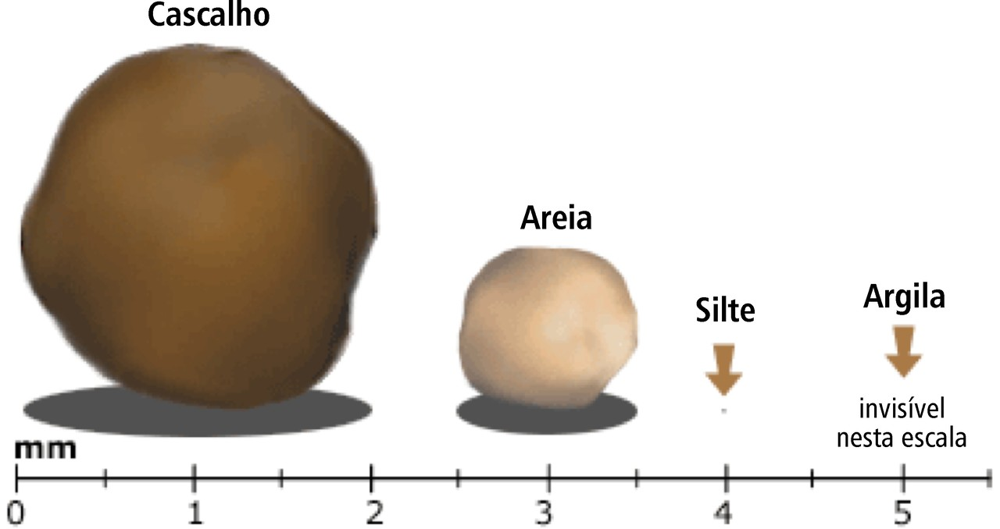 Cascalho
Areia
Silte
Argila
invisível
nesta escala
mm
0 1 2 3 4 5